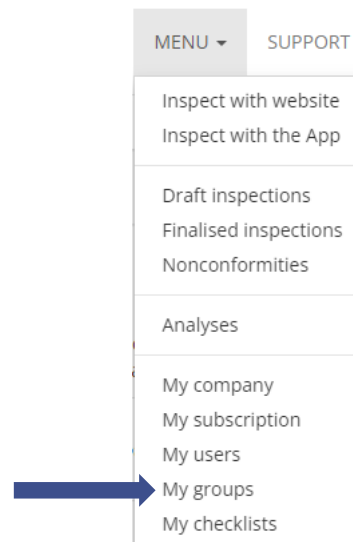 MENU SUPPORT
Inspect with website
Inspect with the App
Draft inspections
Finalised inspections
Nonconformities
Analyses
My company
My subscription
My users
My groups
My checklists